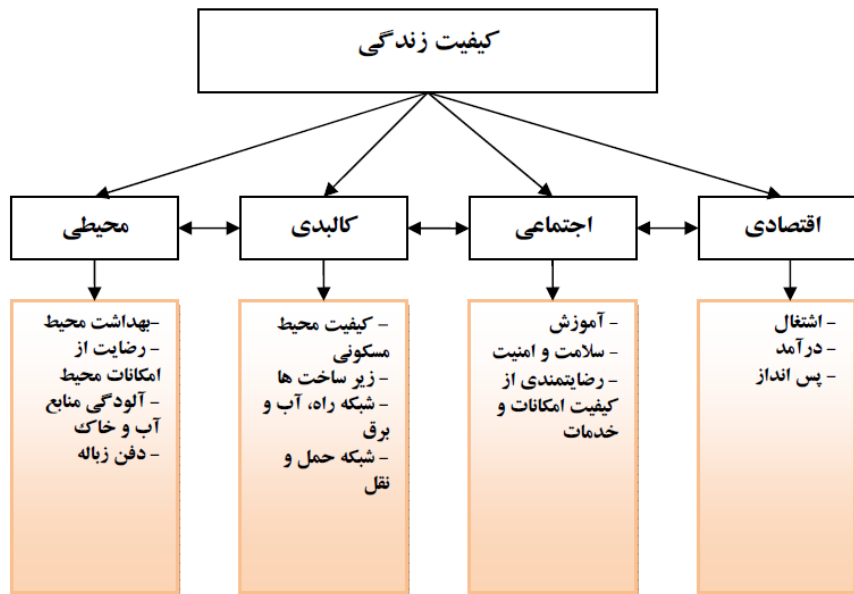 کیفیت زندگی
اقتصادی
اجتماعی
کالبدی
محیطی
- اشتغال
- درآمد
- پس انداز
- آموزش
- سلامت و امنیت
- رضایتمندی از
کیفیت امکانات و
خدمات
- کیفیت محیط
مسکونی
- زیر ساخت ها
- شبکه راه، آب و
برق
- شبکه حمل و
نقل
-بهداشت محیط
- رضایت از
امکانات محیط
- آلودگی منابع
آب و خاک
- دفن زباله